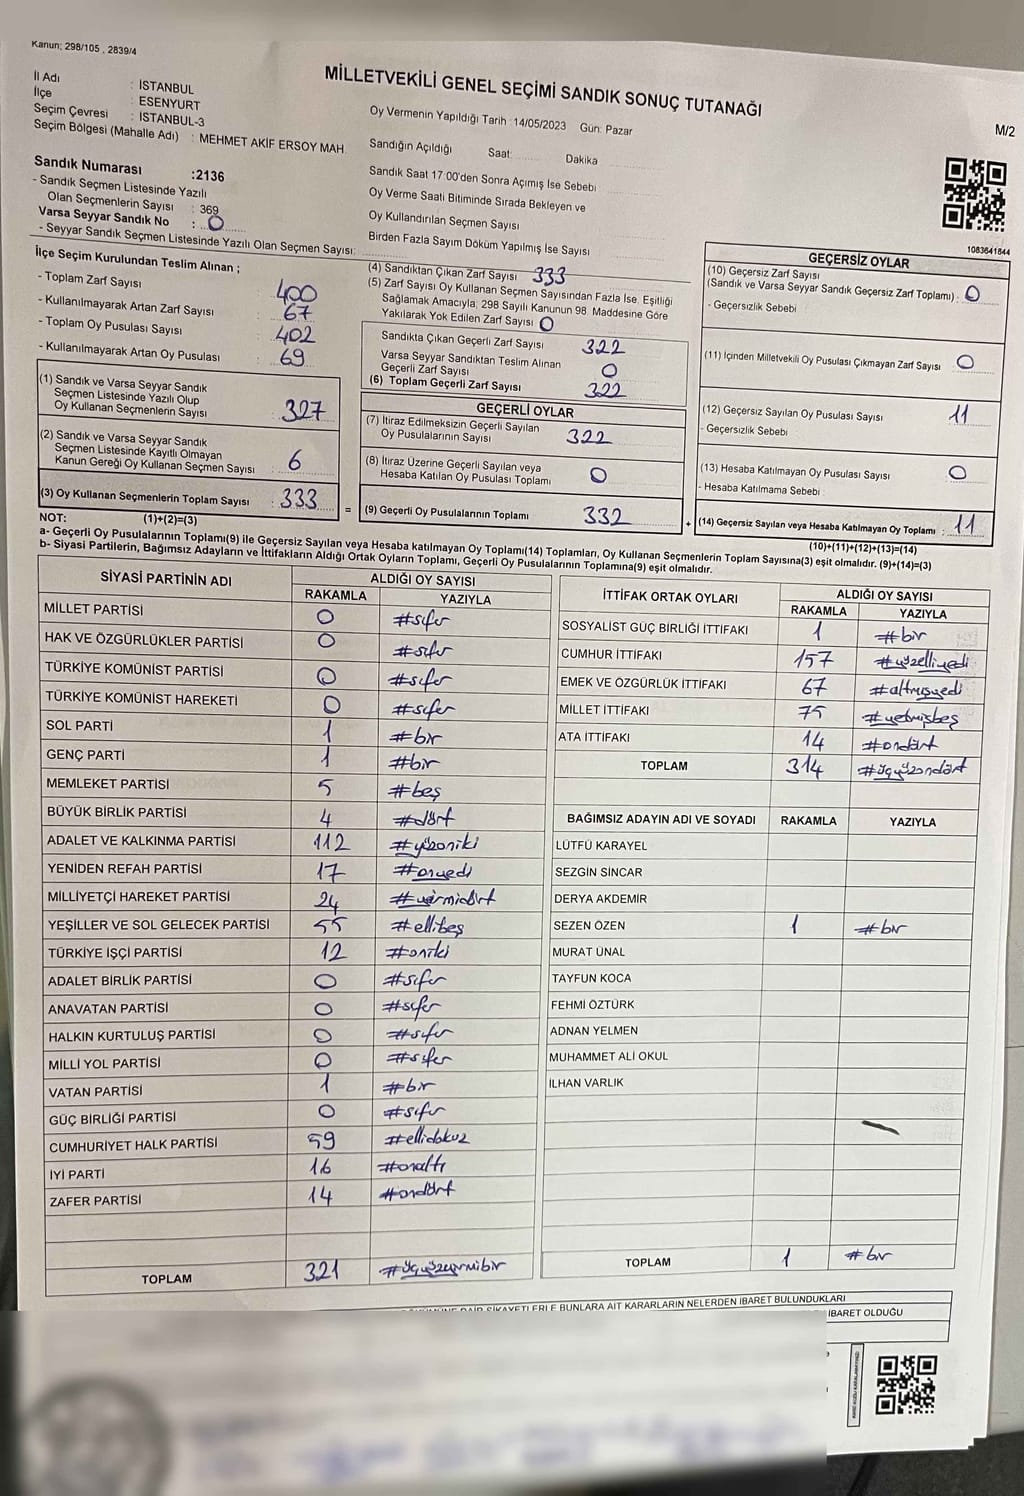 Kanun; 298/105 , 2839/4
MİLLETVEKİLİ GENEL SEÇİMİ SANDIK SONUÇ TUTANAĞI
M/2
İl Adı : İSTANBUL
İlçe : ESENYURT
Seçim Çevresi : İSTANBUL-3
Seçim Bölgesi (Mahalle Adı) : MEHMET AKİF ERSOY MAH.
Oy Vermenin Yapıldığı Tarih :14/05/2023 Gün: Pazar
Sandığın Açıldığı Saat: Dakika
Sandık Saat 17:00'den Sonra Açımış İse Sebebi
Oy Verme Saati Bitiminde Sırada Bekleyen ve
Oy Kullandırılan Seçmen Sayısı
Birden Fazla Sayım Döküm Yapılmış İse Sayısı
Sandık Numarası :2136
- Sandık Seçmen Listesinde Yazılı
Olan Seçmenlerin Sayısı : 369
Varsa Seyyar Sandık No : 0
- Seyyar Sandık Seçmen Listesinde Yazılı Olan Seçmen Sayısı:
1083641844
İlçe Seçim Kurulundan Teslim Alınan ;
- Toplam Zarf Sayısı : 400
- Kullanılmayarak Artan Zarf Sayısı : 67
- Toplam Oy Pusulası Sayısı : 402
- Kullanılmayarak Artan Oy Pusulası : 69
(1) Sandık ve Varsa Seyyar Sandık
Seçmen Listesinde Yazılı Olup
Oy Kullanan Seçmenlerin Sayısı : 327
(2) Sandık ve Varsa Seyyar Sandık
Seçmen Listesinde Kayıtlı Olmayan
Kanun Gereği Oy Kullanan Seçmen Sayısı : 6
(3) Oy Kullanan Seçmenlerin Toplam Sayısı : 333
(1)+(2)=(3)
(4) Sandıktan Çıkan Zarf Sayısı 333
(5) Zarf Sayısı Oy Kullanan Seçmen Sayısından Fazla İse, Eşitliği
Sağlamak Amacıyla; 298 Sayılı Kanunun 98. Maddesine Göre
Yakılarak Yok Edilen Zarf Sayısı 0
Sandıkta Çıkan Geçerli Zarf Sayısı 322
Varsa Seyyar Sandıktan Teslim Alınan
Geçerli Zarf Sayısı 0
(6) Toplam Geçerli Zarf Sayısı 322
GEÇERLİ OYLAR
(7) İtiraz Edilmeksizin Geçerli Sayılan
Oy Pusulalarının Sayısı 322
(8) İtiraz Üzerine Geçerli Sayılan veya
Hesaba Katılan Oy Pusulası Toplamı 0
= (9) Geçerli Oy Pusulalarının Toplamı 332 +
GEÇERSİZ OYLAR
(10) Geçersiz Zarf Sayısı
(Sandık ve Varsa Seyyar Sandık Geçersiz Zarf Toplamı) : 0
- Geçersizlik Sebebi
(11) İçinden Milletvekili Oy Pusulası Çıkmayan Zarf Sayısı 0
(12) Geçersiz Sayılan Oy Pusulası Sayısı 11
- Geçersizlik Sebebi
(13) Hesaba Katılmayan Oy Pusulası Sayısı 0
- Hesaba Katılmama Sebebi
(14) Geçersiz Sayılan veya Hesaba Katılmayan Oy Toplamı : 11
(10)+(11)+(12)+(13)=(14)
NOT:
a- Geçerli Oy Pusulalarının Toplamı(9) ile Geçersiz Sayılan veya Hesaba katılmayan Oy Toplamı(14) Toplamları, Oy Kullanan Seçmenlerin Toplam Sayısına(3) eşit olmalıdır. (9)+(14)=(3)
b- Siyasi Partilerin, Bağımsız Adayların ve İttifakların Aldığı Ortak Oyların Toplamı, Geçerli Oy Pusulalarının Toplamına(9) eşit olmalıdır.
SİYASİ PARTİNİN ADI ALDIĞI OY SAYISI
RAKAMLA YAZIYLA
MİLLET PARTİSİ 0 #sıfır
HAK VE ÖZGÜRLÜKLER PARTİSİ 0 #sıfır
TÜRKİYE KOMÜNİST PARTİSİ 0 #sıfır
TÜRKİYE KOMÜNİST HAREKETİ 0 #sıfır
SOL PARTİ 1 #bir
GENÇ PARTİ 1 #bir
MEMLEKET PARTİSİ 5 #beş
BÜYÜK BİRLİK PARTİSİ 4 #dört
ADALET VE KALKINMA PARTİSİ 112 #yüzoniki
YENİDEN REFAH PARTİSİ 17 #onyedi
MİLLİYETÇİ HAREKET PARTİSİ 24 #yirmidört
YEŞİLLER VE SOL GELECEK PARTİSİ 55 #ellibeş
TÜRKİYE İŞÇİ PARTİSİ 12 #oniki
ADALET BİRLİK PARTİSİ 0 #sıfır
ANAVATAN PARTİSİ 0 #sıfır
HALKIN KURTULUŞ PARTİSİ 0 #sıfır
MİLLİ YOL PARTİSİ 0 #sıfır
VATAN PARTİSİ 1 #bir
GÜÇ BİRLİĞİ PARTİSİ 0 #sıfır
CUMHURİYET HALK PARTİSİ 59 #ellidokuz
İYİ PARTİ 16 #onaltı
ZAFER PARTİSİ 14 #ondört
TOPLAM 321 #üçyüzyirmibir
İTTİFAK ORTAK OYLARI ALDIĞI OY SAYISI
RAKAMLA YAZIYLA
SOSYALİST GÜÇ BİRLİĞİ İTTİFAKI 1 #bir
CUMHUR İTTİFAKI 157 #yüzelliyedi
EMEK VE ÖZGÜRLÜK İTTİFAKI 67 #altmışyedi
MİLLET İTTİFAKI 75 #yetmişbeş
ATA İTTİFAKI 14 #ondört
TOPLAM 314 #üçyüzondört
BAĞIMSIZ ADAYIN ADI VE SOYADI RAKAMLA YAZIYLA
LÜTFÜ KARAYEL
SEZGİN SİNCAR
DERYA AKDEMİR
SEZEN ÖZEN 1 #bir
MURAT ÜNAL
TAYFUN KOCA
FEHMİ ÖZTÜRK
ADNAN YELMEN
MUHAMMET ALİ OKUL
İLHAN VARLIK
TOPLAM 1 #bir
DAİR ŞİKAYETLERLE BUNLARA AİT KARARLARIN NELERDEN İBARET BULUNDUKLARI
İBARET OLDUĞU